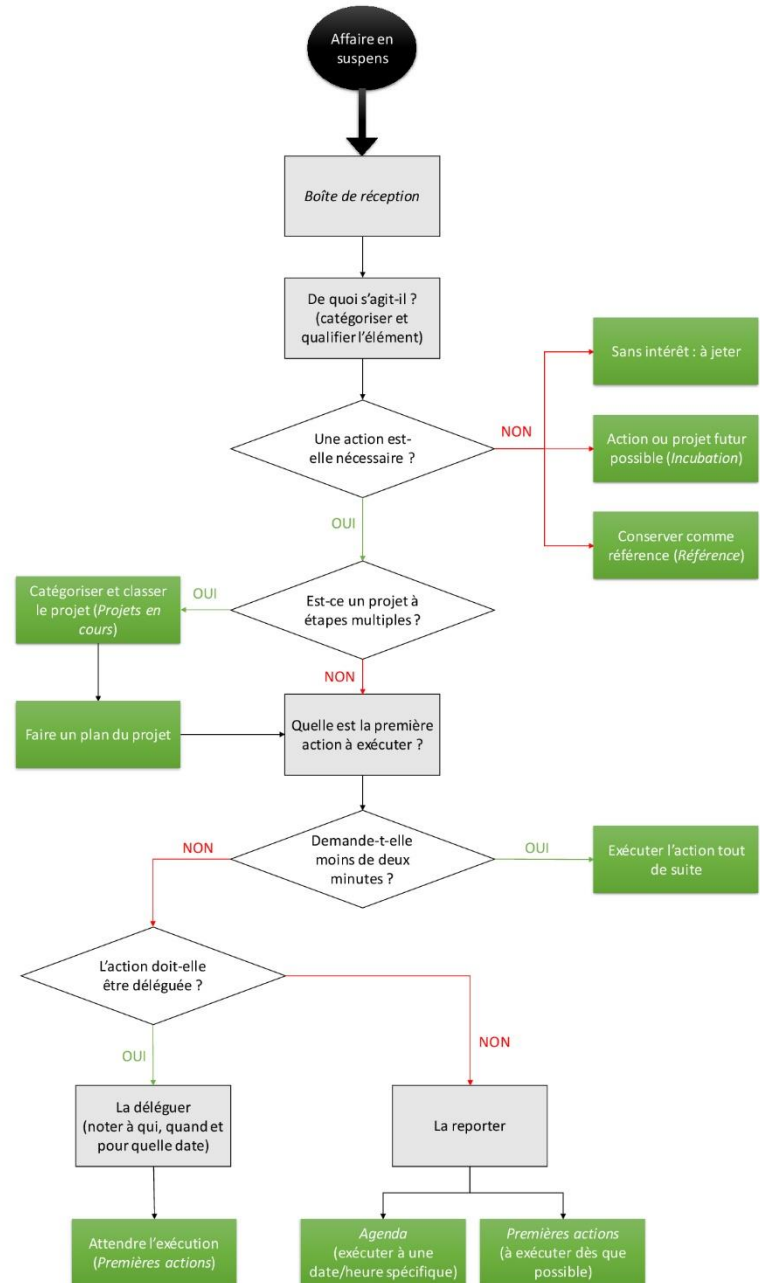 Affaire en
suspens
Boîte de réception
De quoi s'agit-il ?
(catégoriser et
qualifier l'élément)
Sans intérêt : à jeter
NON
Une action est-
elle nécessaire ?
Action ou projet futur
possible (Incubation)
OUI
Conserver comme
référence (Référence)
Catégoriser et classer
le projet (Projets en
cours)
OUI
Est-ce un projet à
étapes multiples ?
NON
Faire un plan du projet
Quelle est la première
action à exécuter ?
NON
Demande-t-elle
moins de deux
minutes ?
OUI
Exécuter l'action tout
de suite
L'action doit-elle
être déléguée ?
OUI
NON
La déléguer
(noter à qui, quand et
pour quelle date)
La reporter
Attendre l'exécution
(Premières actions)
Agenda
(exécuter à une
date/heure spécifique)
Premières actions
(à exécuter dès que
possible)